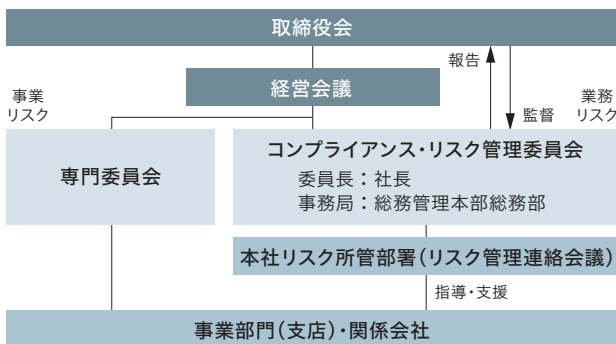 取締役会
報告
経営会議
事業
リスク
監督
業務
リスク
専門委員会
コンプライアンス・リスク管理委員会
委員長：社長
事務局：総務管理本部総務部
本社リスク所管部署(リスク管理連絡会議)
指導・支援
事業部門(支店)・関係会社